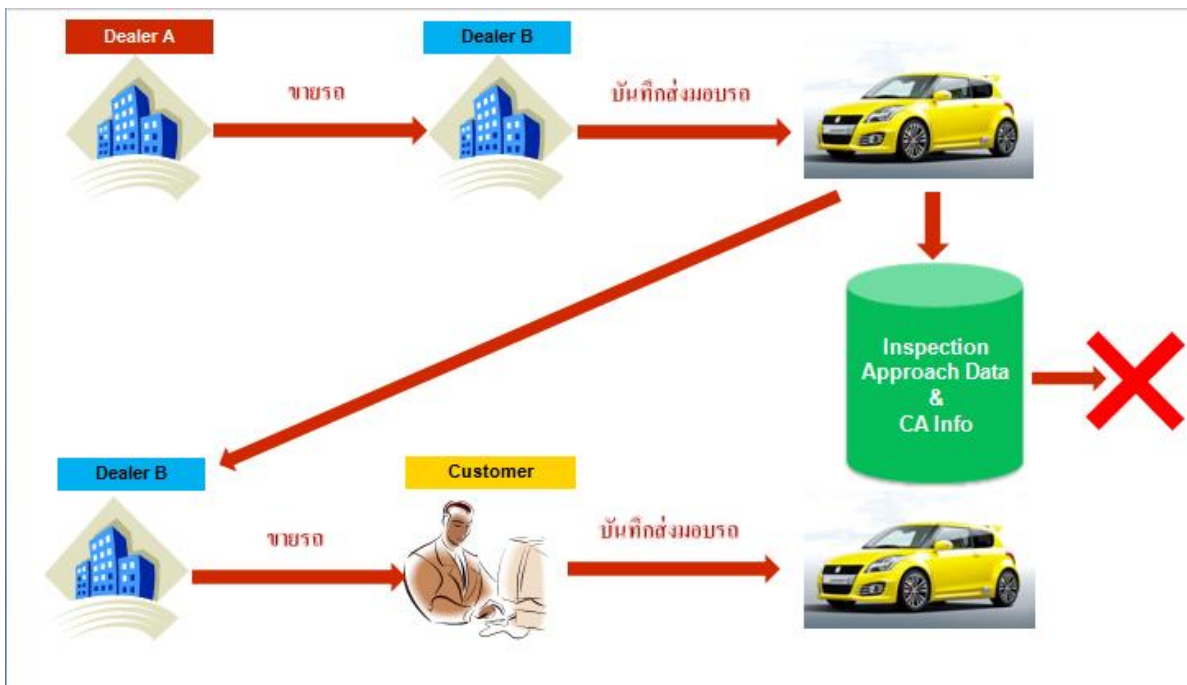 Dealer A
Dealer B
ขายรถ
บันทึกส่งมอบรถ
Inspection
Approach Data
&
CA Info
Dealer B
Customer
ขายรถ
บันทึกส่งมอบรถ